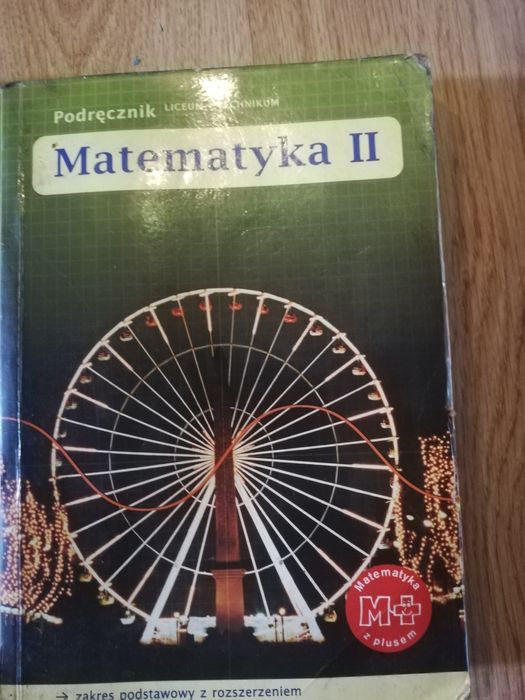 Podręcznik LICEUM I TECHNIKUM
Matematyka II
Matematyka
M+
z plusem
→ zakres podstawowy z rozszerzeniem